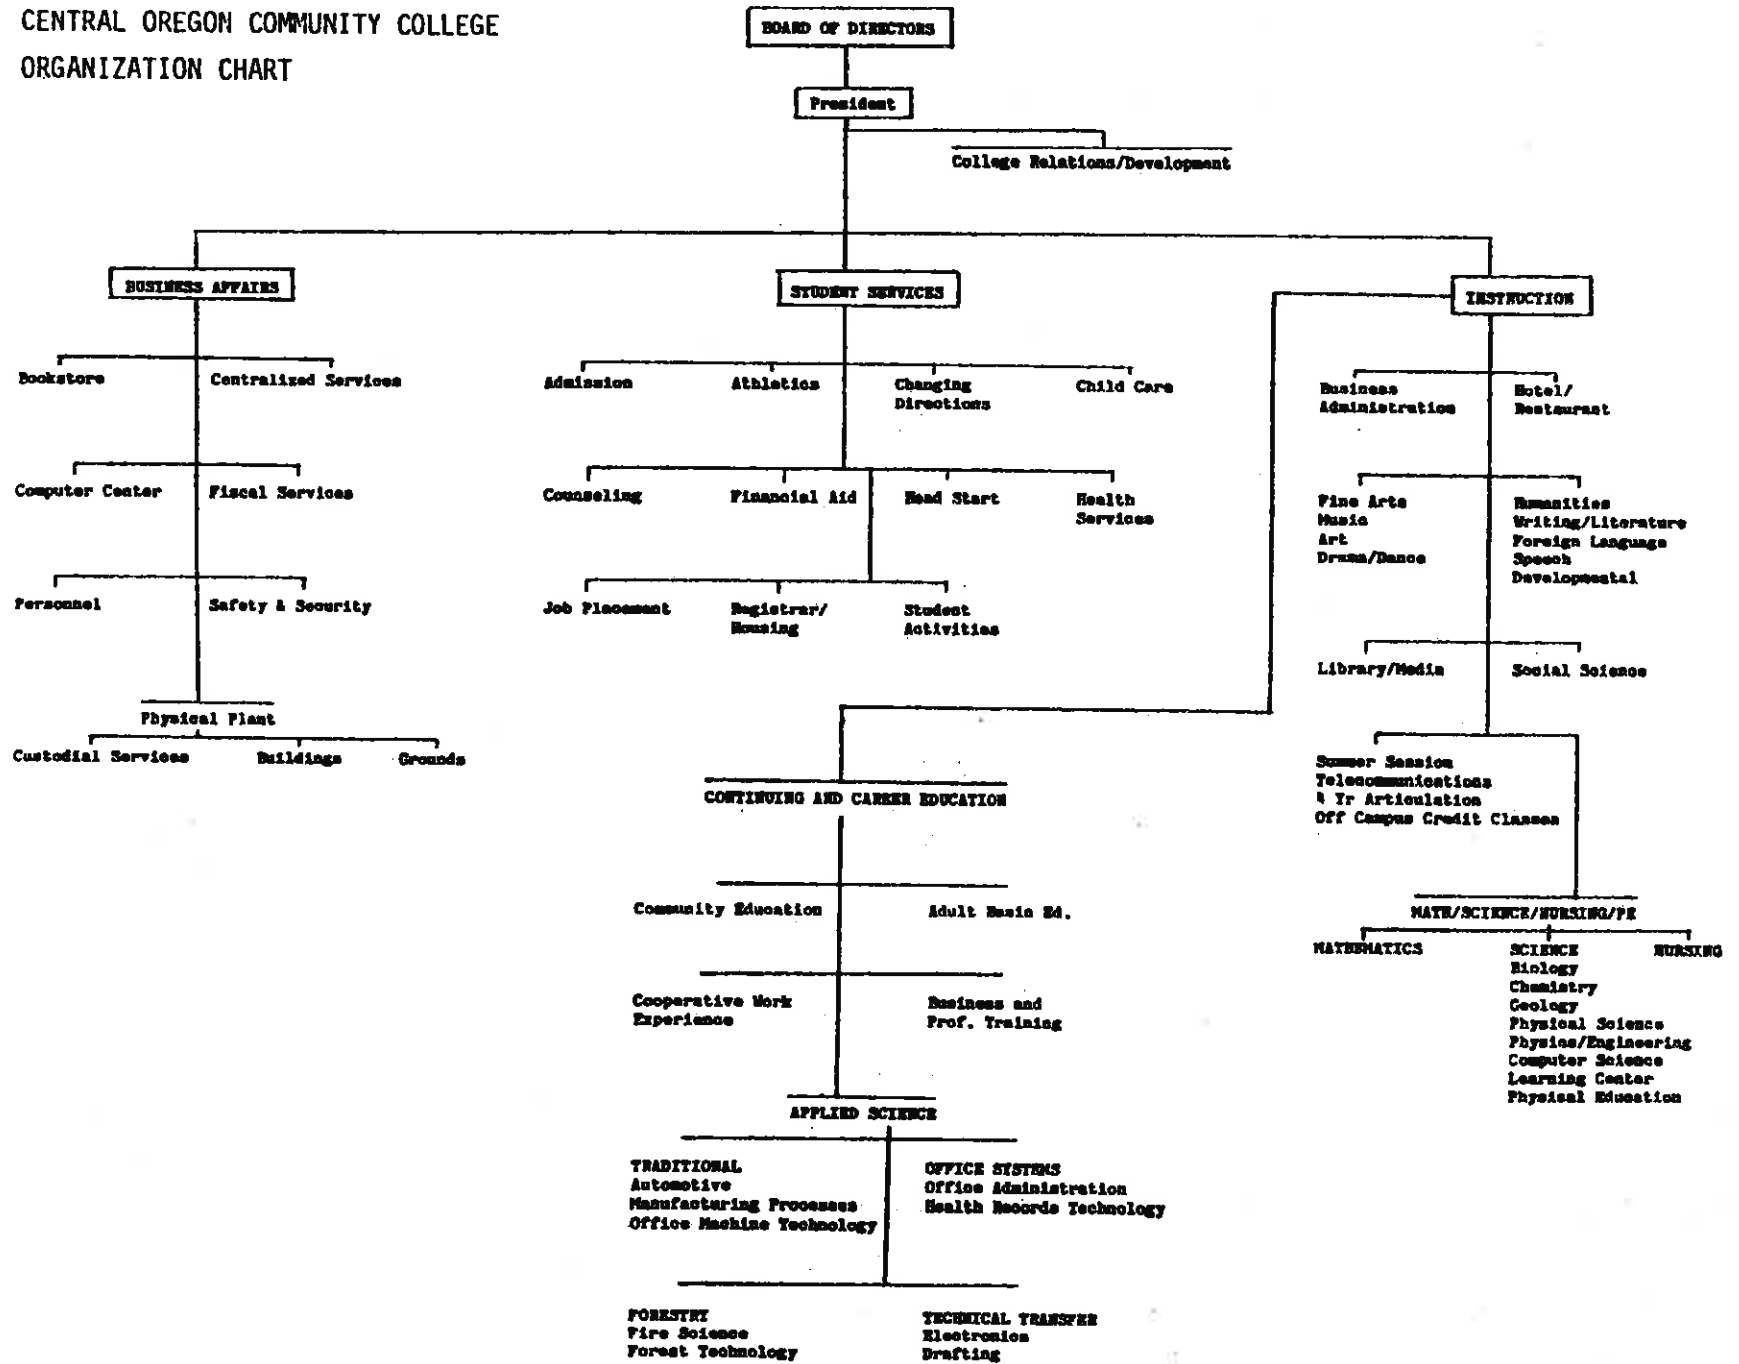 CENTRAL OREGON COMMUNITY COLLEGE
ORGANIZATION CHART
BOARD OF DIRECTORS
President
College Relations/Development
BUSINESS AFFAIRS
STUDENT SERVICES
INSTRUCTION
Bookstore
Centralized Services
Computer Center
Fiscal Services
Personnel
Safety & Security
Physical Plant
Custodial Services
Buildings
Grounds
Admission
Athletics
Changing
Directions
Child Care
Counseling
Financial Aid
Head Start
Health
Services
Job Placement
Registrar/
Housing
Student
Activities
Business
Administration
Hotel/
Restaurant
Fine Arts
Music
Art
Drama/Dance
Humanities
Writing/Literature
Foreign Language
Speech
Developmental
Library/Media
Social Science
Summer Session
Telecommunications
4 Yr Articulation
Off Campus Credit Classes
MATH/SCIENCE/NURSING/PE
MATHEMATICS
SCIENCE
Biology
Chemistry
Geology
Physical Science
Physics/Engineering
Computer Science
Learning Center
Physical Education
NURSING
CONTINUING AND CAREER EDUCATION
Community Education
Adult Basic Ed.
Cooperative Work
Experience
Business and
Prof. Training
APPLIED SCIENCE
TRADITIONAL
Automotive
Manufacturing Processes
Office Machine Technology
OFFICE SYSTEMS
Office Administration
Health Records Technology
FORESTRY
Fire Science
Forest Technology
TECHNICAL TRANSFER
Electronics
Drafting